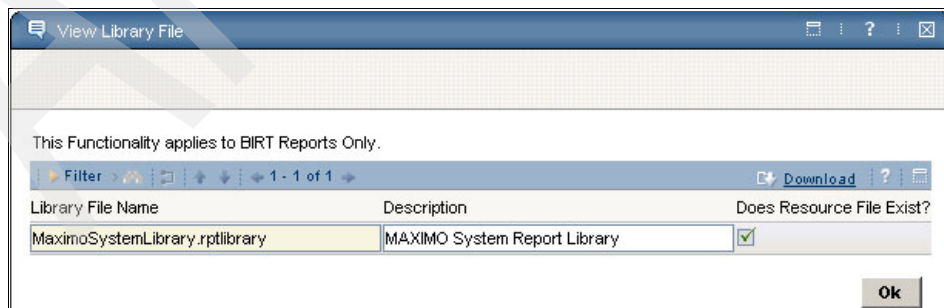 View Library File ?
This Functionality applies to BIRT Reports Only.
Filter 1 - 1 of 1 Download ?
Library File Name Description Does Resource File Exist?
MaximoSystemLibrary.rptlibrary MAXIMO System Report Library
Ok